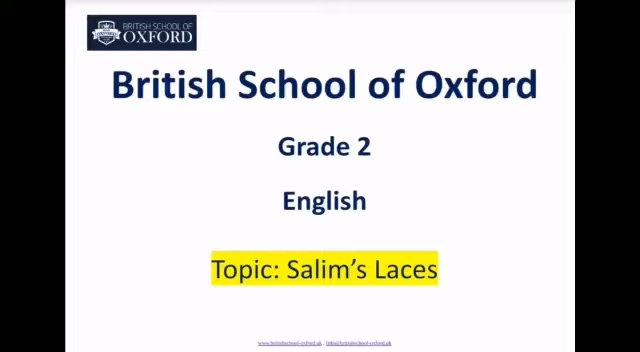 BRITISH SCHOOL OF
OXFORD
British School of Oxford
Grade 2
English
Topic: Salim's Laces